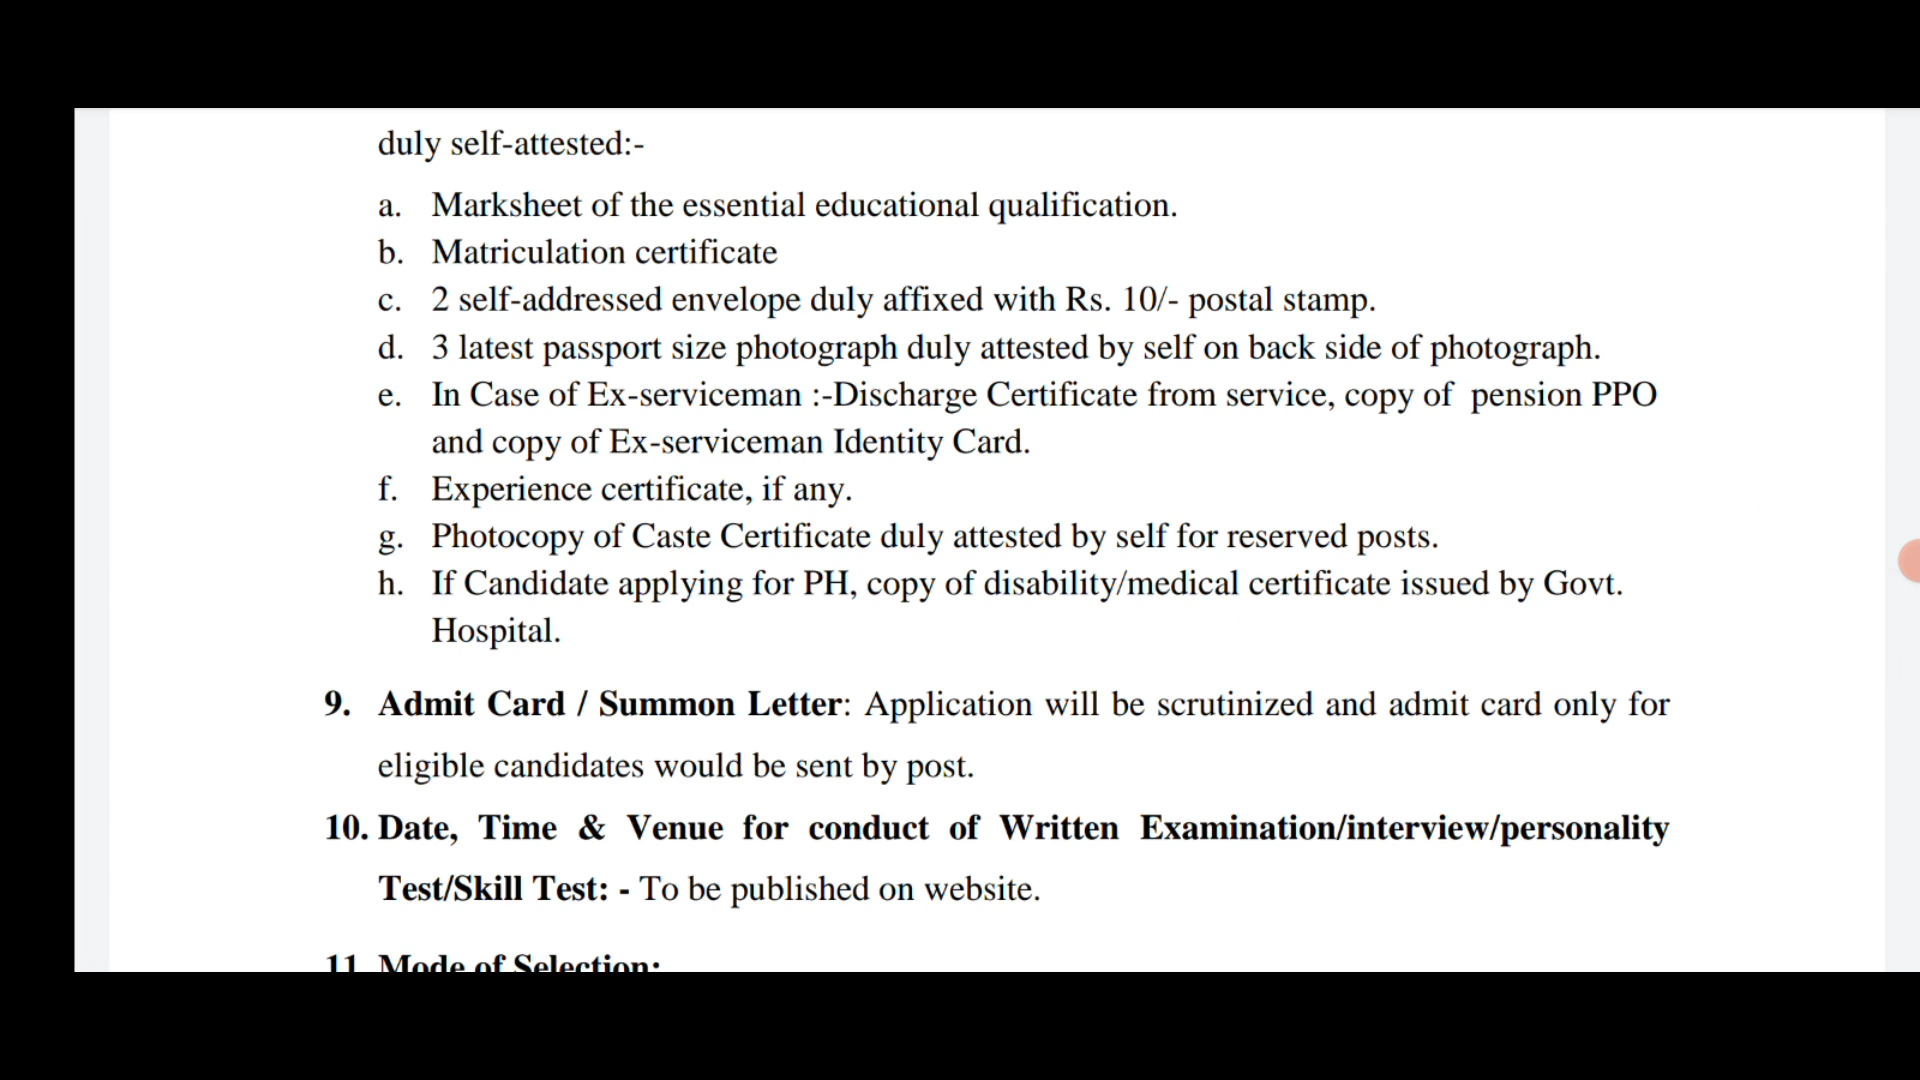 duly self-attested:-
a. Marksheet of the essential educational qualification.
b. Matriculation certificate
c. 2 self-addressed envelope duly affixed with Rs. 10/- postal stamp.
d. 3 latest passport size photograph duly attested by self on back side of photograph.
e. In Case of Ex-serviceman :-Discharge Certificate from service, copy of pension PPO
and copy of Ex-serviceman Identity Card.
f. Experience certificate, if any.
g. Photocopy of Caste Certificate duly attested by self for reserved posts.
h. If Candidate applying for PH, copy of disability/medical certificate issued by Govt.
Hospital.
9. Admit Card / Summon Letter: Application will be scrutinized and admit card only for
eligible candidates would be sent by post.
10. Date, Time & Venue for conduct of Written Examination/interview/personality
Test/Skill Test: - To be published on website.
11. Mode of Selection: